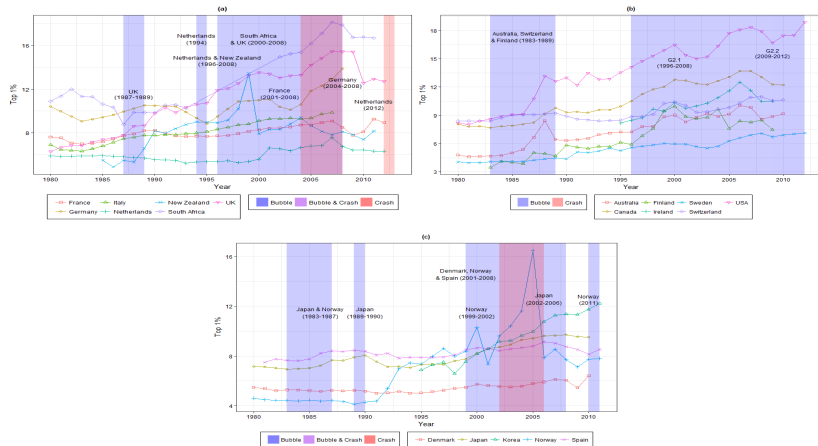 (a)
Top 1%
16
12
8
UK
(1987-1989)
Netherlands
(1994)
Netherlands & New Zealand
(1996-2008)
South Africa
& UK (2000-2008)
France
(2001-2008)
Germany
(2004-2008)
Netherlands
(2012)
1980 1985 1990 1995 2000 2005 2010
Year
France Italy New Zealand UK
Germany Netherlands South Africa
Bubble Bubble & Crash Crash
(b)
Top 1%
18
15
12
9
6
3
Australia, Switzerland
& Finland (1983-1989)
G2.1
(1996-2008)
G2.2
(2009-2012)
1980 1985 1990 1995 2000 2005 2010
Year
Bubble Crash
Australia Finland Sweden USA
Canada Ireland Switzerland
(c)
Top 1%
16
12
8
4
Japan & Norway
(1983-1987)
Japan
(1989-1990)
Denmark, Norway
& Spain (2001-2008)
Norway
(1999-2002)
Japan
(2002-2006)
Norway
(2011)
1980 1985 1990 1995 2000 2005 2010
Year
Bubble Bubble & Crash Crash
Denmark Japan Korea Norway Spain